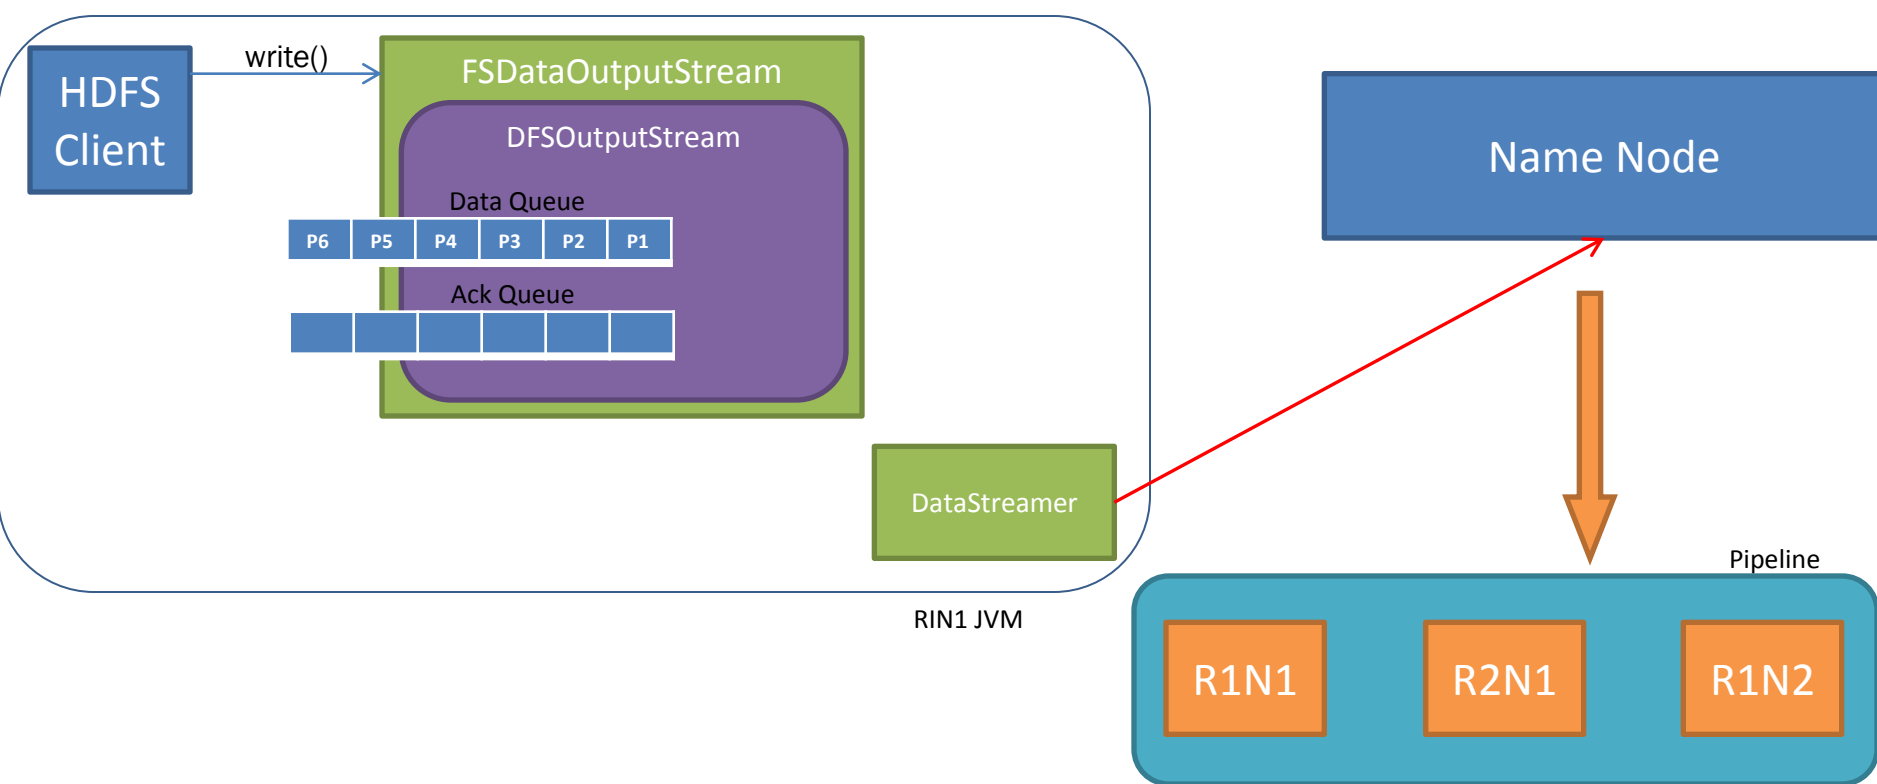 HDFS
Client
write()
FSDataOutputStream
DFSOutputStream
Data Queue
P6 P5 P4 P3 P2 P1
Ack Queue
DataStreamer
RIN1 JVM
Name Node
Pipeline
R1N1 R2N1 R1N2